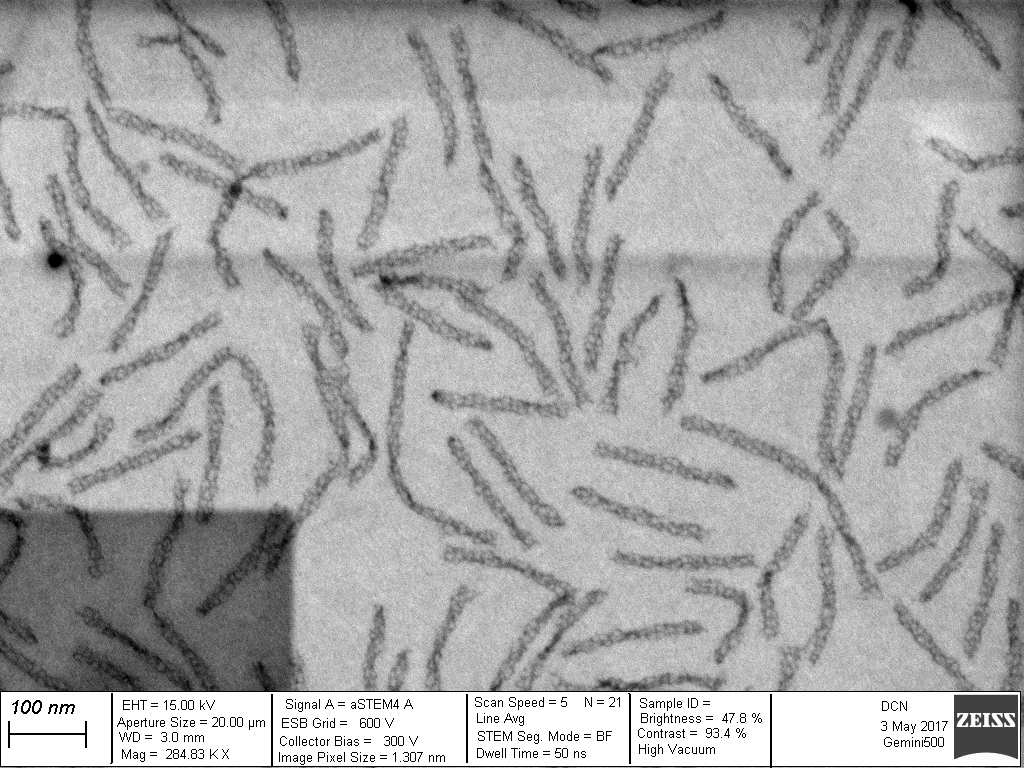 100 nm
EHT = 15.00 kV
Aperture Size = 20.00 µm
WD = 3.0 mm
Mag = 284.83 K X
Signal A = aSTEM4 A
ESB Grid = 600 V
Collector Bias = 300 V
Image Pixel Size = 1.307 nm
Scan Speed = 5 N = 21
Line Avg
STEM Seg. Mode = BF
Dwell Time = 50 ns
Sample ID =
Brightness = 47.8 %
Contrast = 93.4 %
High Vacuum
DCN
3 May 2017
Gemini500
ZEISS